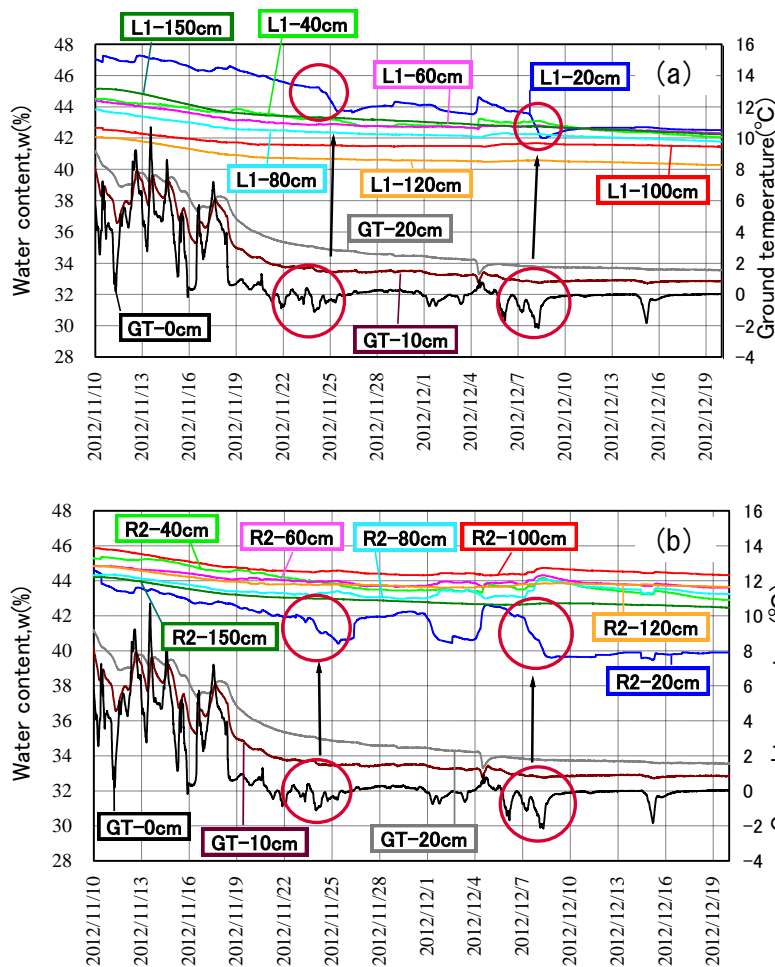 L1-150cm
L1-40cm
48
46
44
42
40
38
36
34
32
30
28
16
14
12
10
8
6
4
2
0
-2
-4
Water content,w(%)
Ground temperature(℃)
(a)
L1-60cm
L1-20cm
L1-80cm
L1-120cm
L1-100cm
GT-20cm
GT-0cm
GT-10cm
2012/11/10
2012/11/13
2012/11/16
2012/11/19
2012/11/22
2012/11/25
2012/11/28
2012/12/1
2012/12/4
2012/12/7
2012/12/10
2012/12/13
2012/12/16
2012/12/19
48
46
44
42
40
38
36
34
32
30
28
16
14
12
10
8
6
4
2
0
-2
-4
Water content,w(%)
(b)
R2-40cm
R2-60cm
R2-80cm
R2-100cm
R2-150cm
R2-120cm
R2-20cm
GT-0cm
GT-10cm
GT-20cm
2012/11/10
2012/11/13
2012/11/16
2012/11/19
2012/11/22
2012/11/25
2012/11/28
2012/12/1
2012/12/4
2012/12/7
2012/12/10
2012/12/13
2012/12/16
2012/12/19